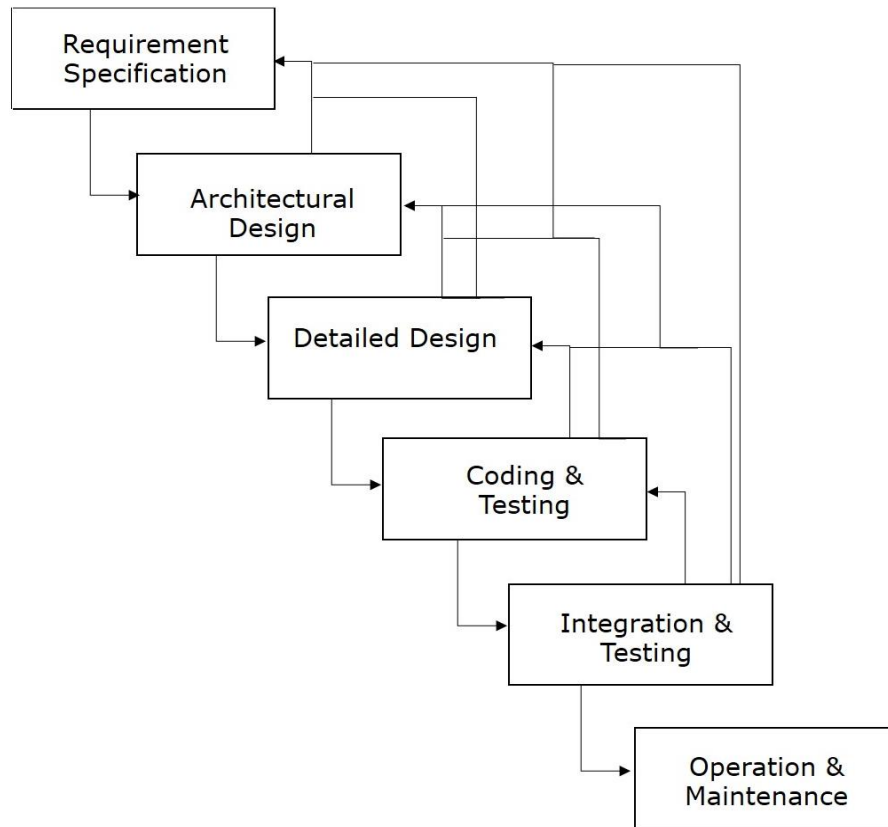 Requirement
Specification
Architectural
Design
Detailed Design
Coding &
Testing
Integration &
Testing
Operation &
Maintenance